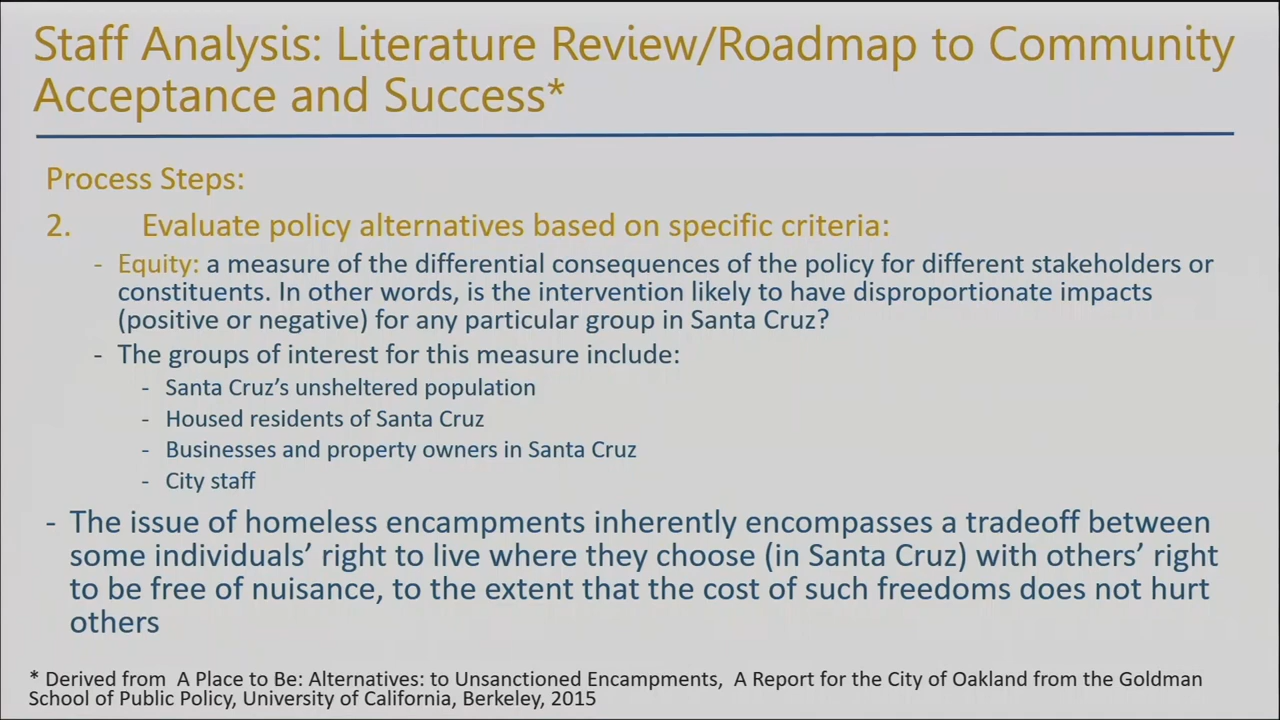 Staff Analysis: Literature Review/Roadmap to Community
Acceptance and Success*
Process Steps:
2. Evaluate policy alternatives based on specific criteria:
- Equity: a measure of the differential consequences of the policy for different stakeholders or
constituents. In other words, is the intervention likely to have disproportionate impacts
(positive or negative) for any particular group in Santa Cruz?
- The groups of interest for this measure include:
- Santa Cruz’s unsheltered population
- Housed residents of Santa Cruz
- Businesses and property owners in Santa Cruz
- City staff
- The issue of homeless encampments inherently encompasses a tradeoff between
some individuals’ right to live where they choose (in Santa Cruz) with others’ right
to be free of nuisance, to the extent that the cost of such freedoms does not hurt
others
* Derived from A Place to Be: Alternatives: to Unsanctioned Encampments, A Report for the City of Oakland from the Goldman
School of Public Policy, University of California, Berkeley, 2015